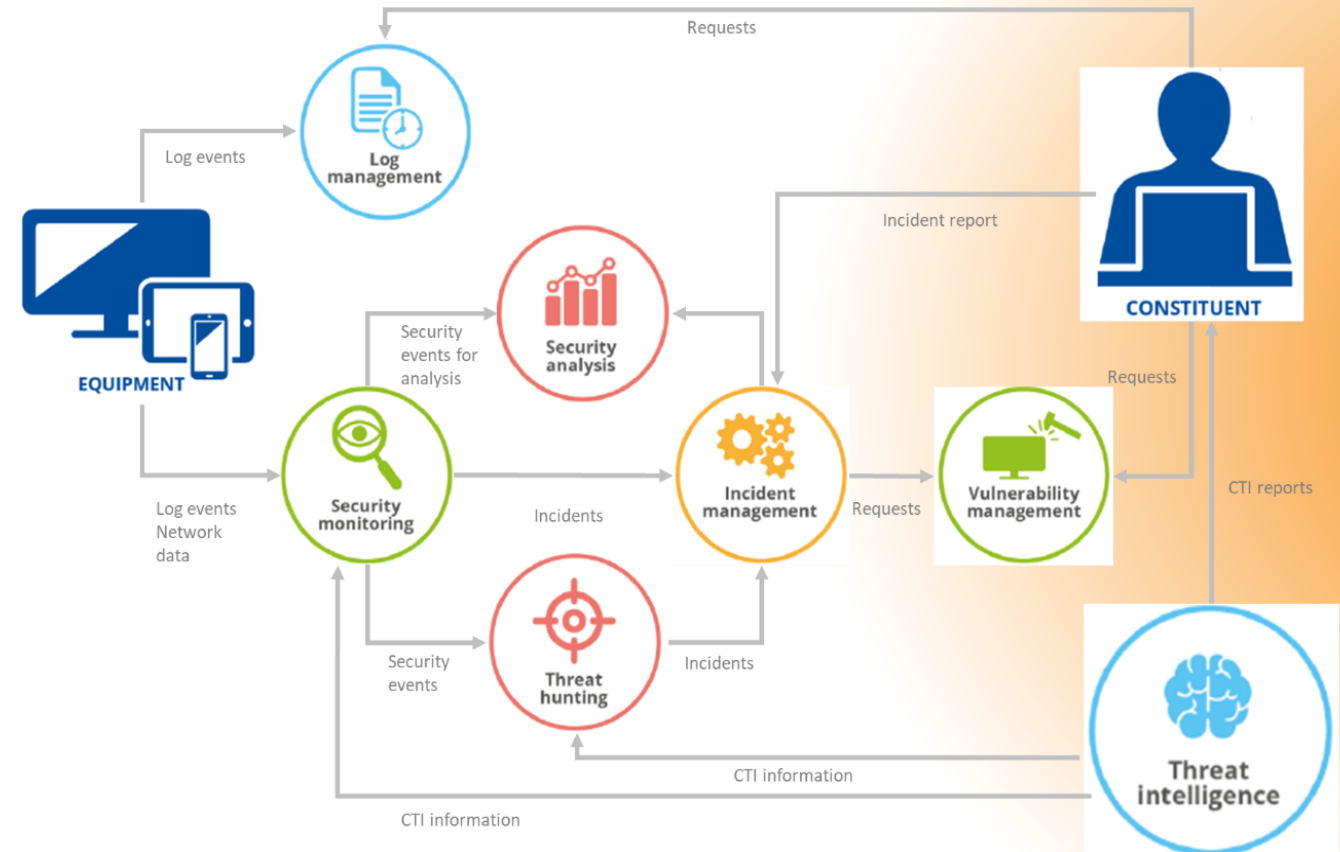 Requests
Log events
Log
management
Incident report
CONSTITUENT
EQUIPMENT
Security
events for
analysis
Security
analysis
Requests
Log events
Network
data
Security
monitoring
Incidents
Incident
management
Requests
Vulnerability
management
CTI reports
Security
events
Threat
hunting
Incidents
CTI information
CTI information
Threat
intelligence